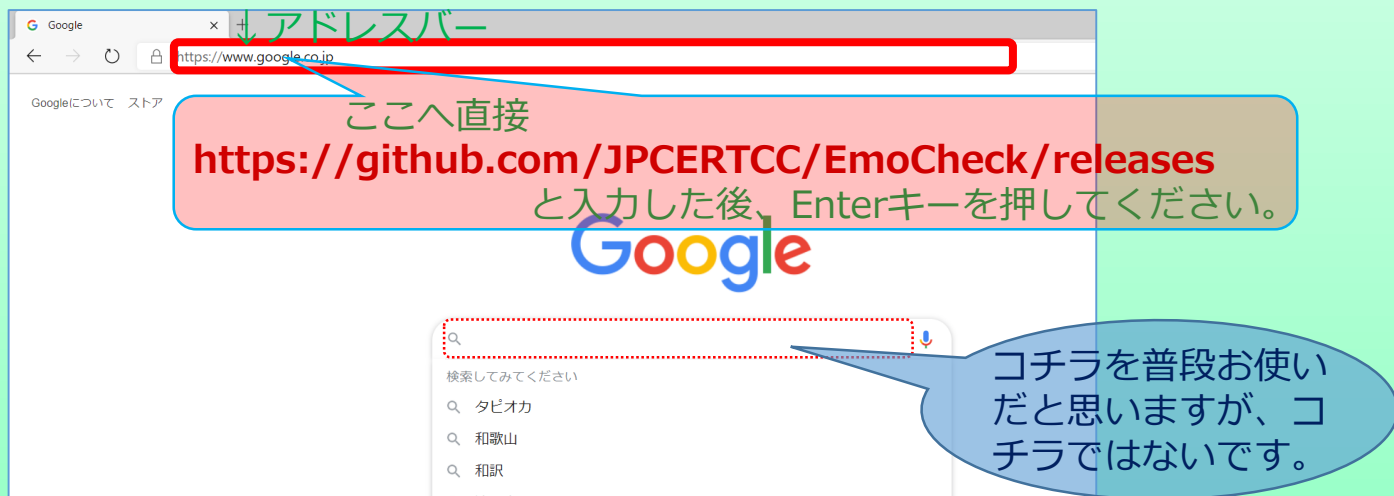 Google
↓アドレスバー
https://www.google.co.jp
Googleについて ストア
ここへ直接
https://github.com/JPCERTCC/EmoCheck/releases
と入力した後、Enterキーを押してください。
Google
検索してみてください
タピオカ
和歌山
和訳
コチラを普段お使い
だと思いますが、コ
チラではないです。